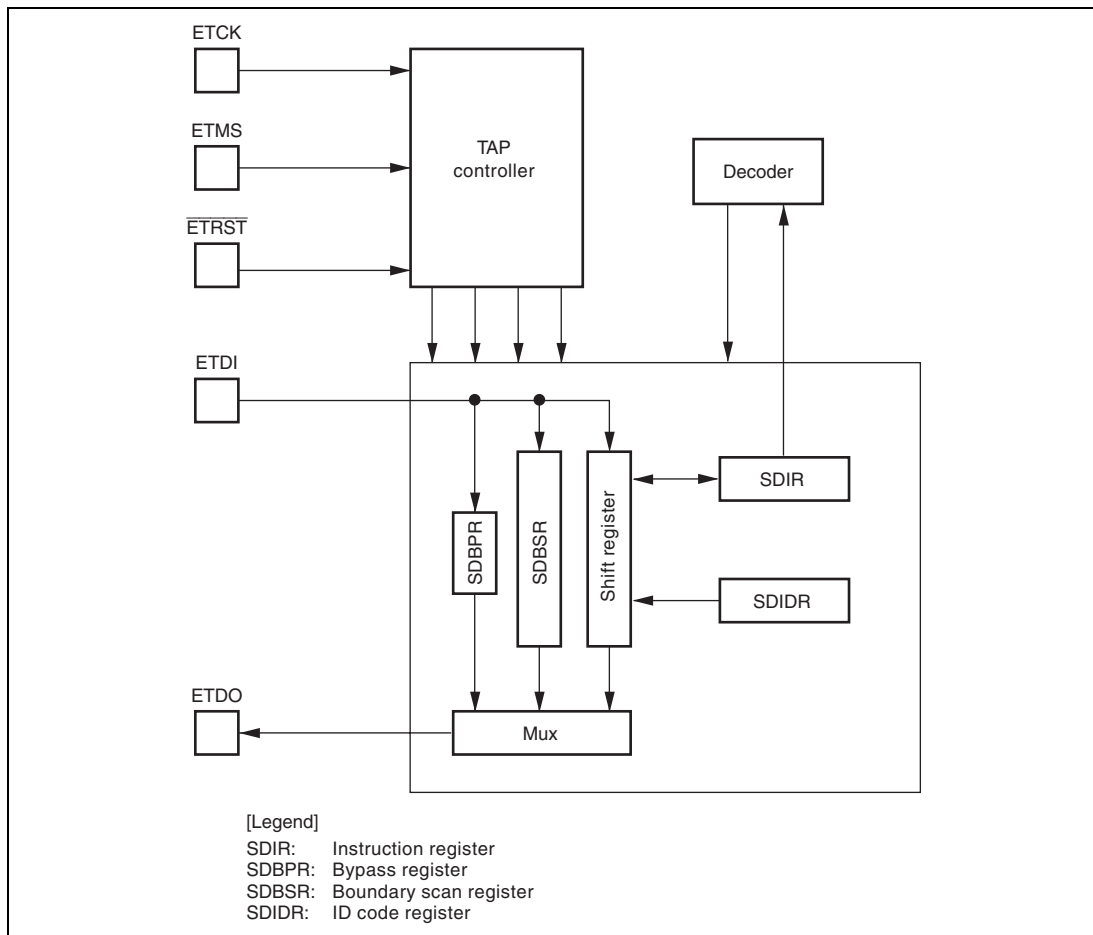 ETCK
ETMS
TAP
controller
Decoder
ETRST
ETDI
SDBPR
SDBSR
Shift register
SDIR
SDIDR
ETDO
Mux
[Legend]
SDIR: Instruction register
SDBPR: Bypass register
SDBSR: Boundary scan register
SDIDR: ID code register